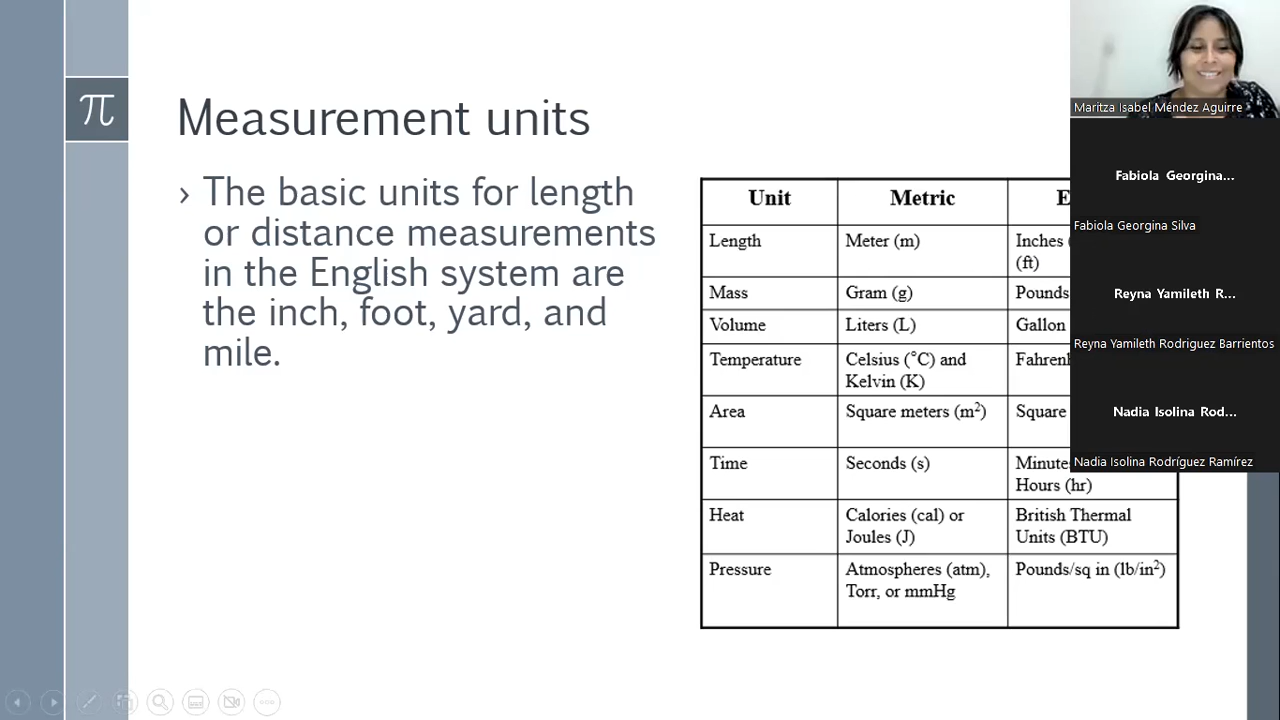 π
Measurement units
› The basic units for length
or distance measurements
in the English system are
the inch, foot, yard, and
mile.
Unit Metric
Length Meter (m) Inches
(ft)
Mass Gram (g) Pounds
Volume Liters (L) Gallon
Temperature Celsius (°C) and
Kelvin (K)
Area Square meters (m²) Square
Time Seconds (s)
Hours (hr)
Heat Calories (cal) or British Thermal
Joules (J) Units (BTU)
Pressure Atmospheres (atm), Pounds/sq in (lb/in²)
Torr, or mmHg
Maritza Isabel Méndez Aguirre
Fabiola Georgina...
Fabiola Georgina Silva
Reyna Yamileth R...
Reyna Yamileth Rodriguez Barrientos
Nadia Isolina Rod...
Nadia Isolina Rodríguez Ramírez